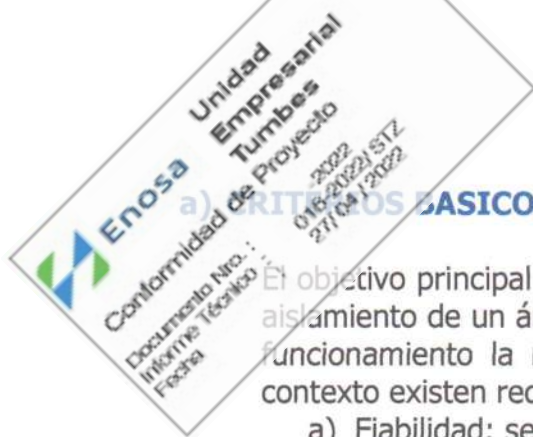 Enosa
Unidad
Empresarial
Tumbes
Conformidad de Proyecto
Documento Nro. : 2022
Informe Técnico : 016-2022/STZ
Fecha : 27/04/2022
a) CRITERIOS BASICO
El objetivo principal
aislamiento de un á
funcionamiento la
contexto existen rec
a) Fiabilidad: se